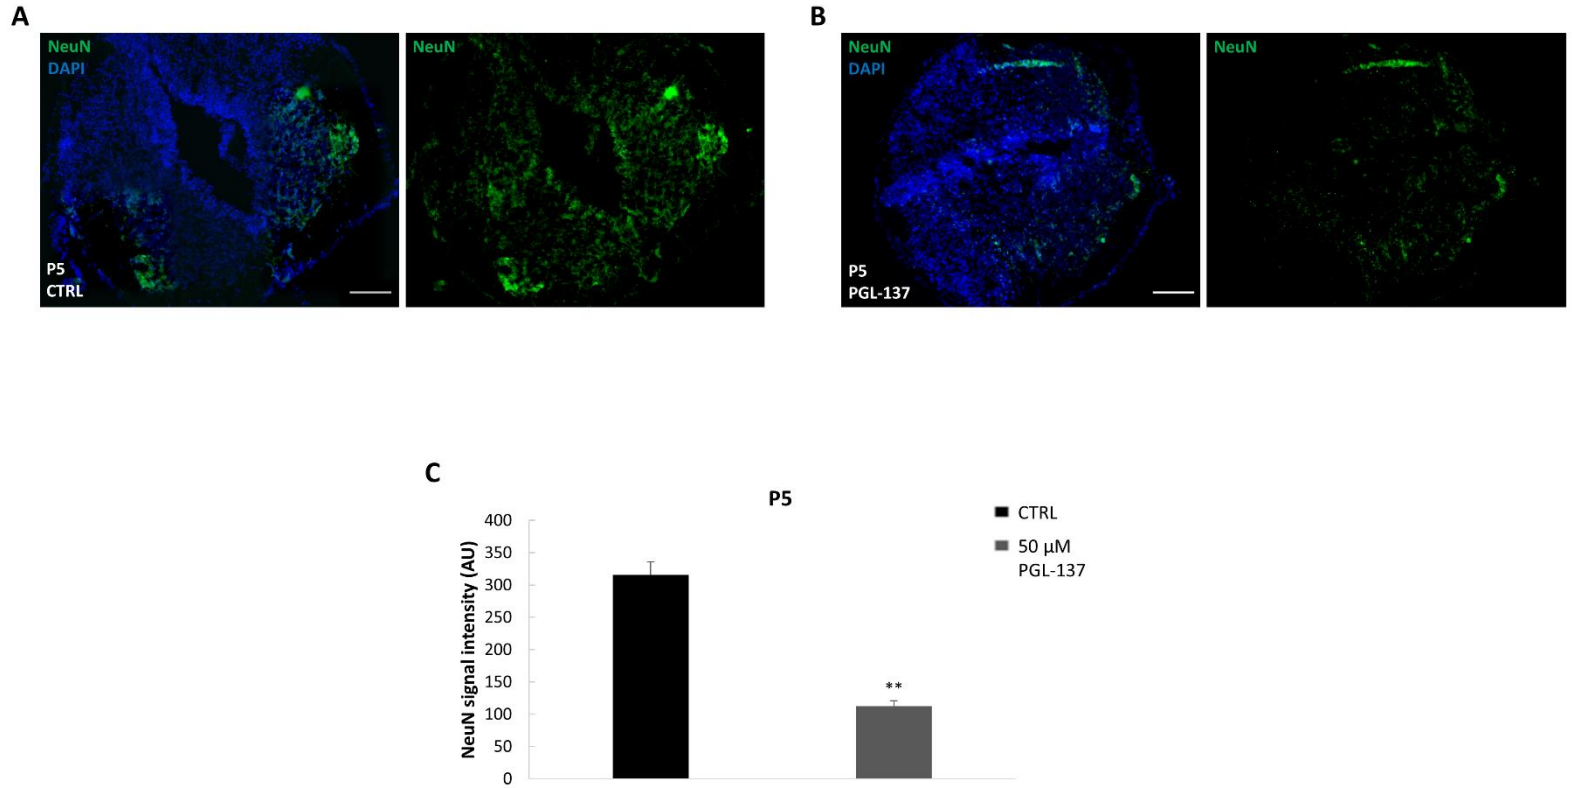 A
B
NeuN
DAPI
NeuN
P5
CTRL
NeuN
DAPI
NeuN
P5
PGL-137
C
P5
CTRL
50 µM
PGL-137
NeuN signal intensity (AU)
400
350
300
250
200
150
100
50
0
**